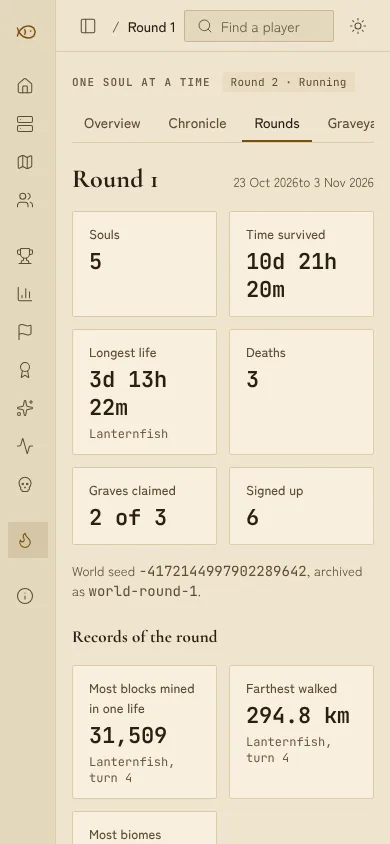 / Round 1
Find a player
ONE SOUL AT A TIME
Round 2 · Running
Overview
Chronicle
Rounds
Graveya
Round 1
23 Oct 2026to 3 Nov 2026
Souls
5
Time survived
10d 21h
20m
Longest life
3d 13h
22m
Lanternfish
Deaths
3
Graves claimed
2 of 3
Signed up
6
World seed -4172144997902289642, archived
as world-round-1.
Records of the round
Most blocks mined
in one life
31,509
Lanternfish,
turn 4
Farthest walked
294.8 km
Lanternfish,
turn 4
Most biomes